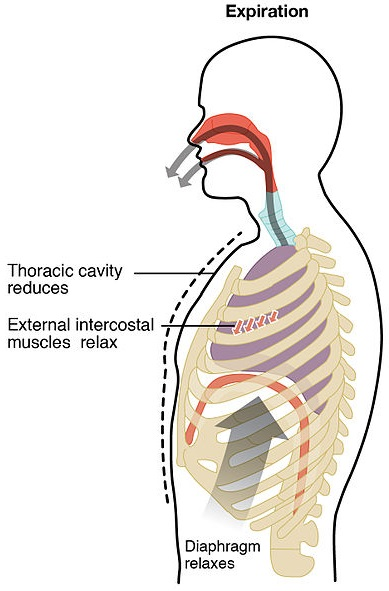 Expiration
Thoracic cavity
reduces
External intercostal
muscles relax
Diaphragm
relaxes